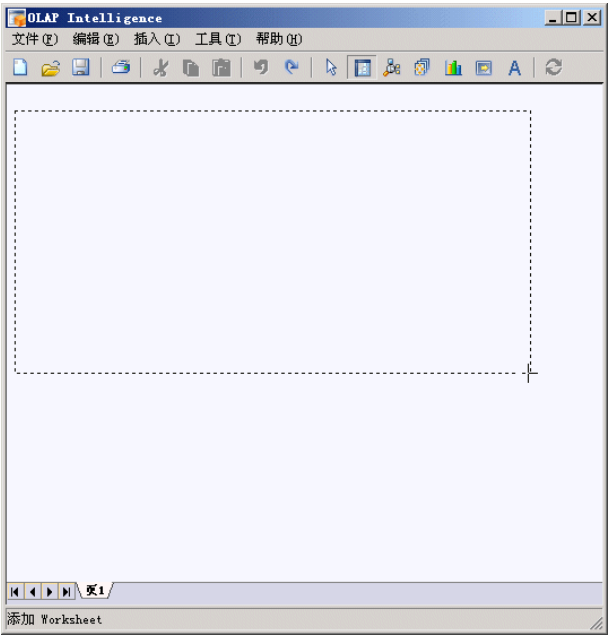 OLAP Intelligence
文件(F) 编辑(E) 插入(I) 工具(T) 帮助(H)
A
页1
添加 Worksheet